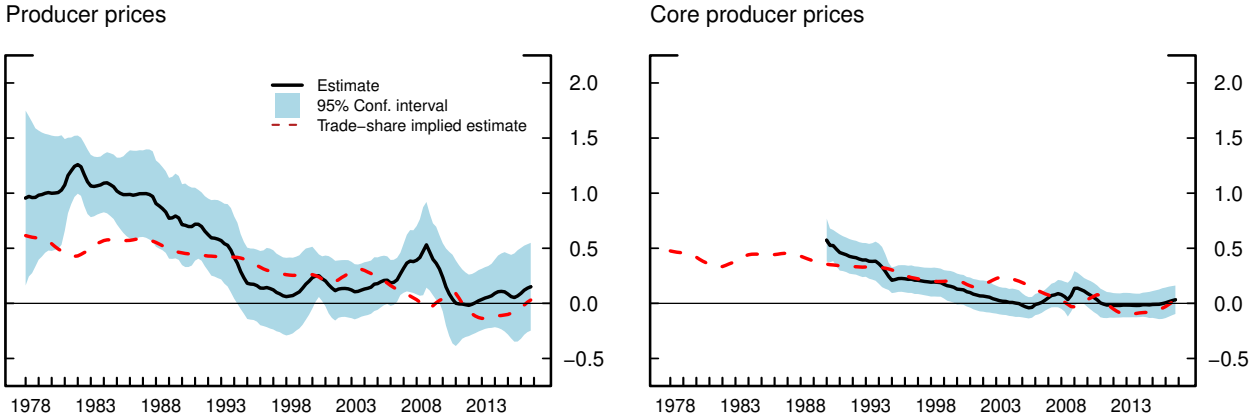 Producer prices
Estimate
95% Conf. interval
Trade−share implied estimate
2.0
1.5
1.0
0.5
0.0
−0.5
1978 1983 1988 1993 1998 2003 2008 2013
Core producer prices
2.0
1.5
1.0
0.5
0.0
−0.5
1978 1983 1988 1993 1998 2003 2008 2013